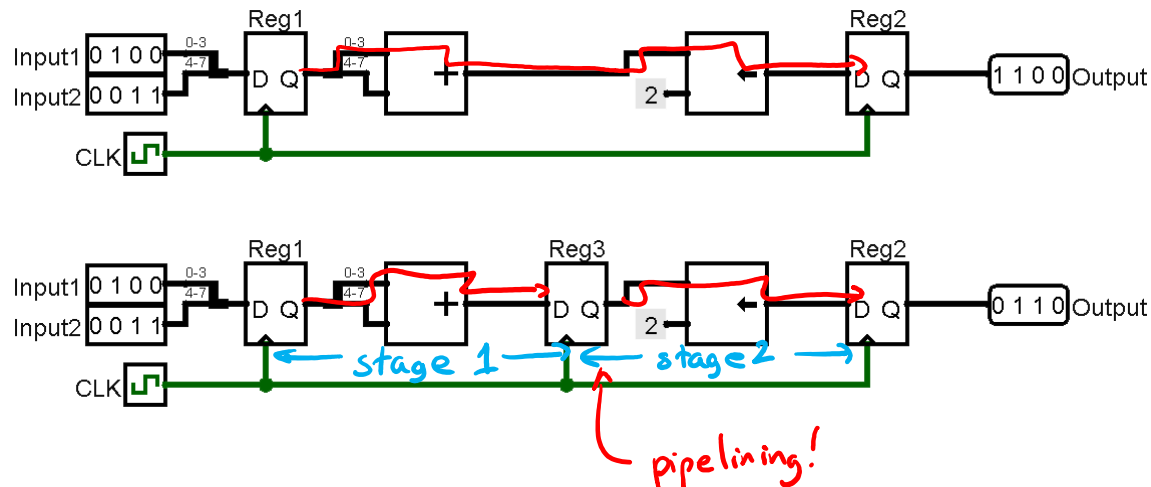 Reg1 Reg2
Input1 0 1 0 0 0-3 0-3
4-7 D Q 4-7 + ← D Q 1 1 0 0 Output
Input2 0 0 1 1 2
CLK
Reg1 Reg3 Reg2
Input1 0 1 0 0 0-3 0-3
4-7 D Q 4-7 + D Q ← D Q 0 1 1 0 Output
Input2 0 0 1 1 2
stage 1 stage 2
CLK
pipelining!